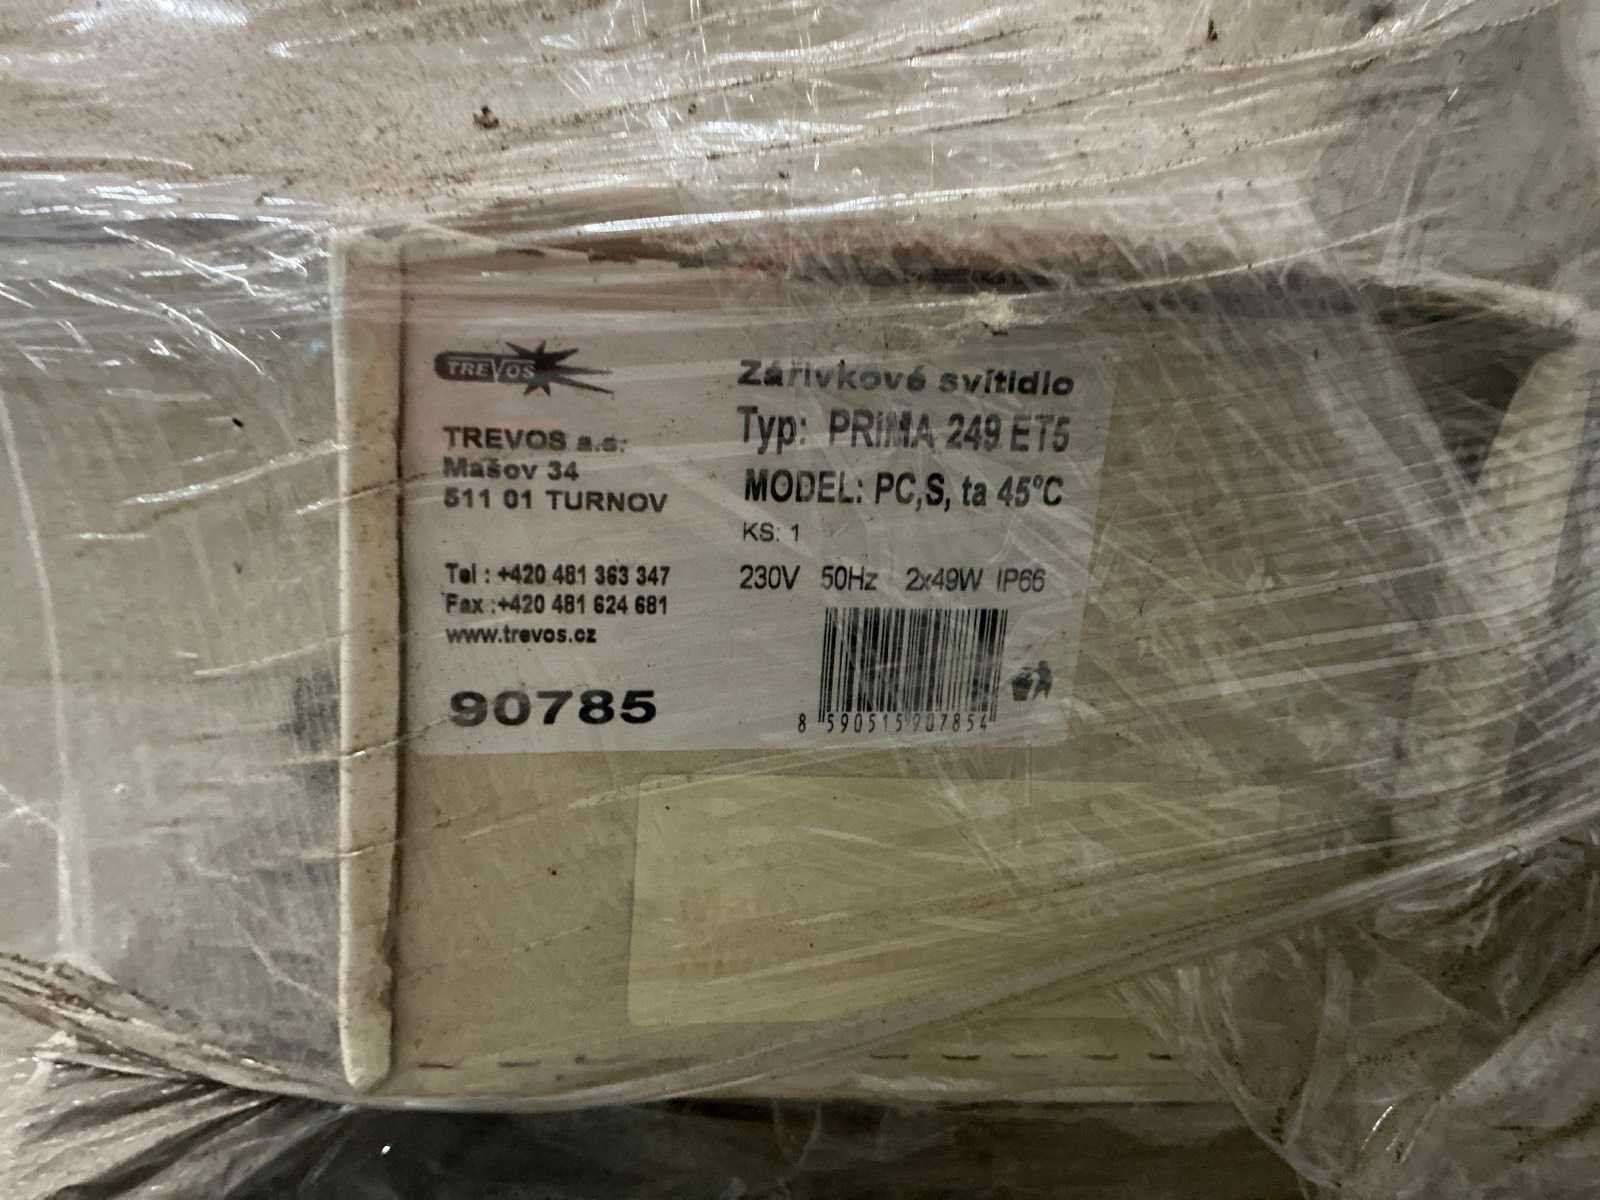 TREVOS
TREVOS a.s.
Mašov 34
511 01 TURNOV
Tel : +420 481 363 347
Fax :+420 481 624 681
www.trevos.cz
90785
Zářivkové svítidlo
Typ: PRIMA 249 ET5
MODEL: PC,S, ta 45°C
KS: 1
230V 50Hz 2x49W IP66
8 590515 907854